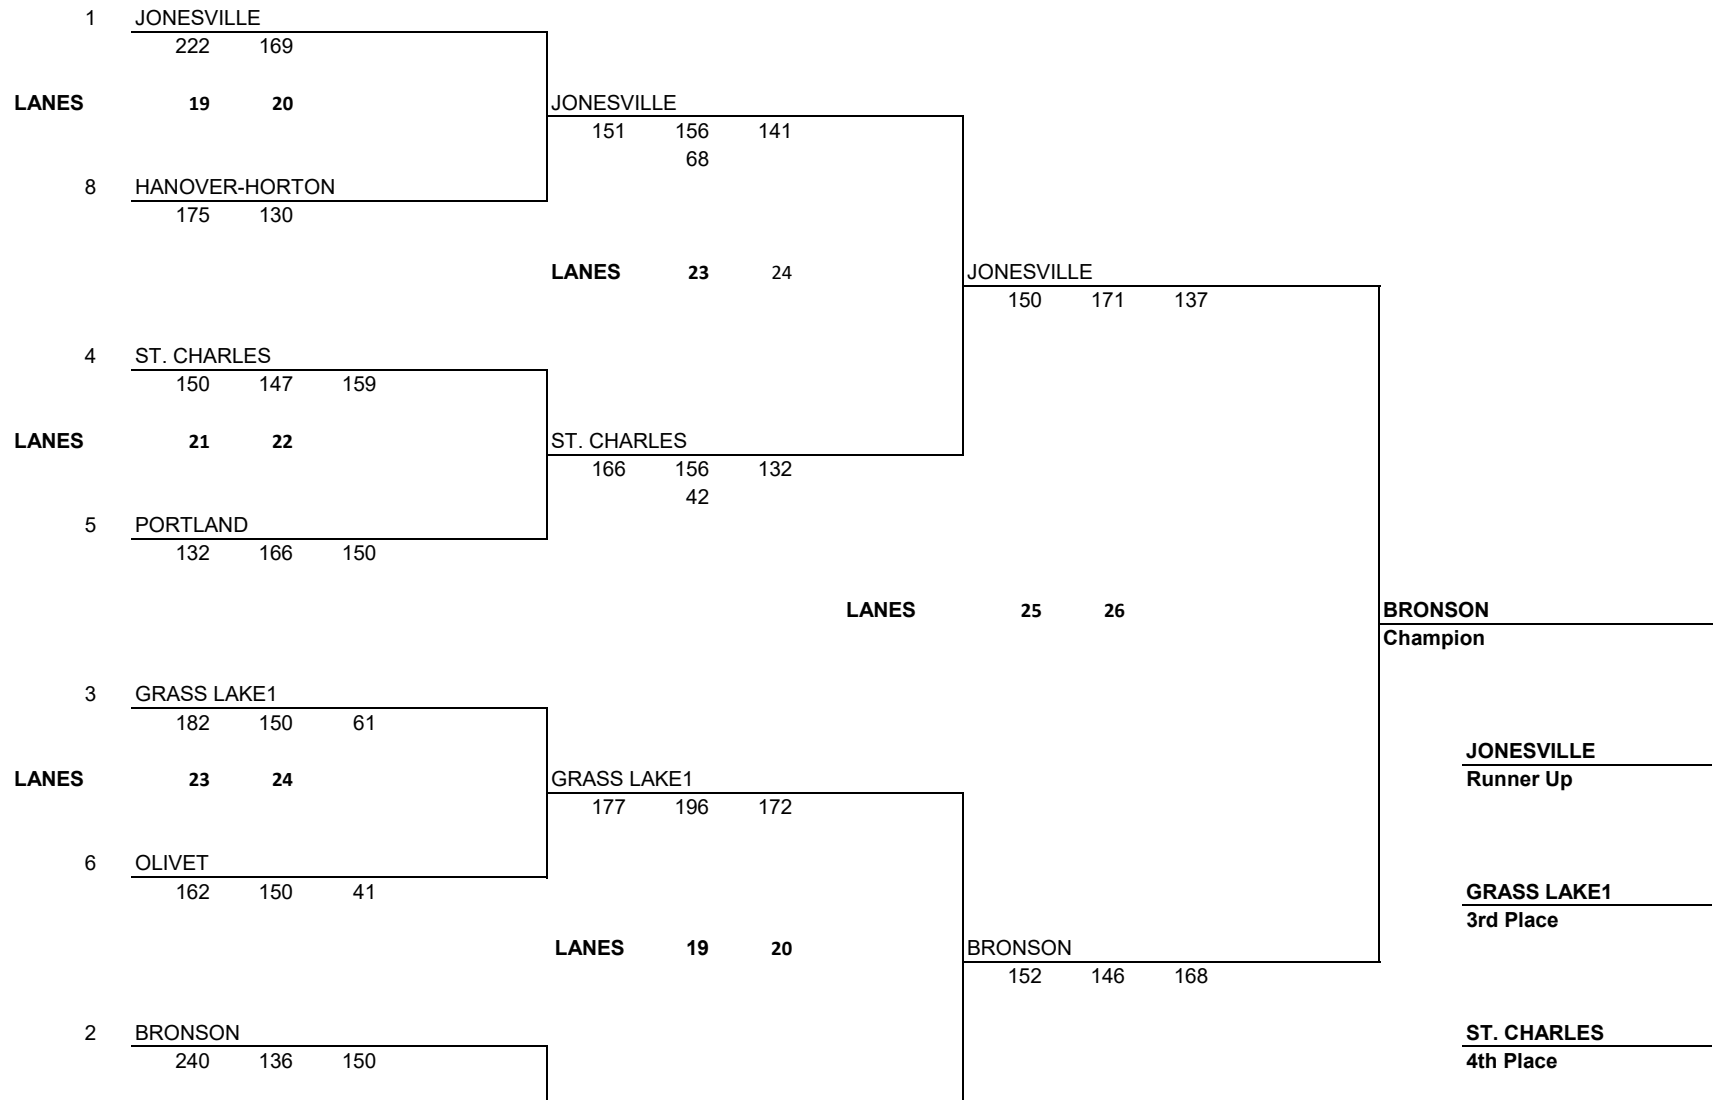 1 JONESVILLE
222 169
LANES 19 20 JONESVILLE
151 156 141
68
8 HANOVER-HORTON
175 130
LANES 23 24 JONESVILLE
150 171 137
4 ST. CHARLES
150 147 159
LANES 21 22 ST. CHARLES
166 156 132
42
5 PORTLAND
132 166 150
LANES 25 26 BRONSON
Champion
3 GRASS LAKE1
182 150 61
JONESVILLE
LANES 23 24 GRASS LAKE1 Runner Up
177 196 172
6 OLIVET
162 150 41 GRASS LAKE1
3rd Place
LANES 19 20 BRONSON
152 146 168
2 BRONSON ST. CHARLES
240 136 150 4th Place